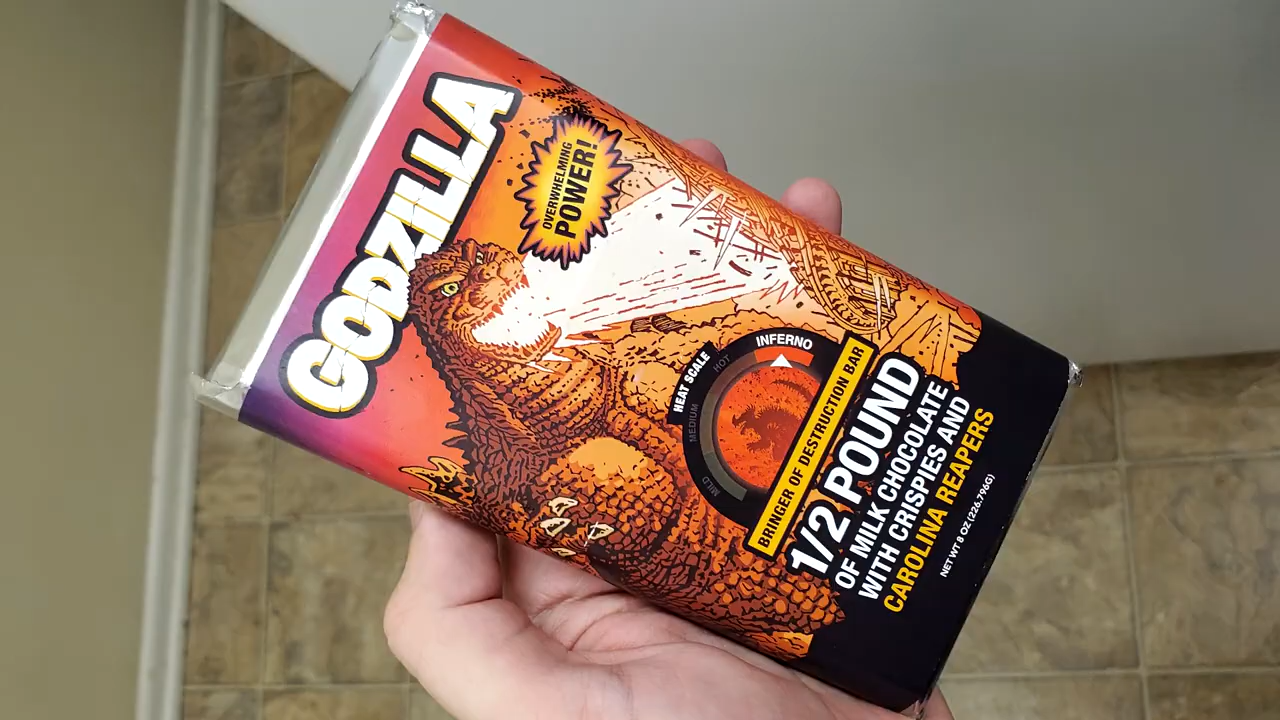 GODZILLA
OVERWHELMING
POWER!
HEAT SCALE
MILD
MEDIUM
HOT
INFERNO
BRINGER OF DESTRUCTION BAR
1/2 POUND
OF MILK CHOCOLATE
WITH CRISPIES AND
CAROLINA REAPERS
NET WT 8 OZ (226.796G)